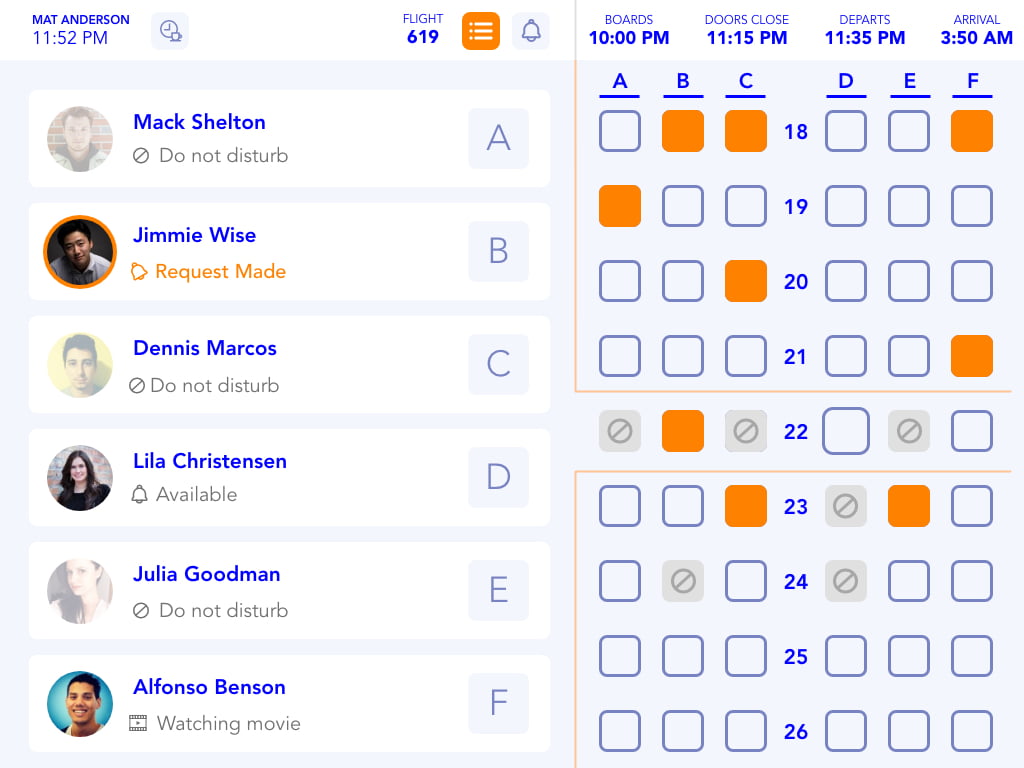 MAT ANDERSON
11:52 PM
FLIGHT
619
BOARDS
10:00 PM
DOORS CLOSE
11:15 PM
DEPARTS
11:35 PM
ARRIVAL
3:50 AM
Mack Shelton
Do not disturb
A
Jimmie Wise
Request Made
B
Dennis Marcos
Do not disturb
C
Lila Christensen
Available
D
Julia Goodman
Do not disturb
E
Alfonso Benson
Watching movie
F
A B C D E F
18
19
20
21
22
23
24
25
26